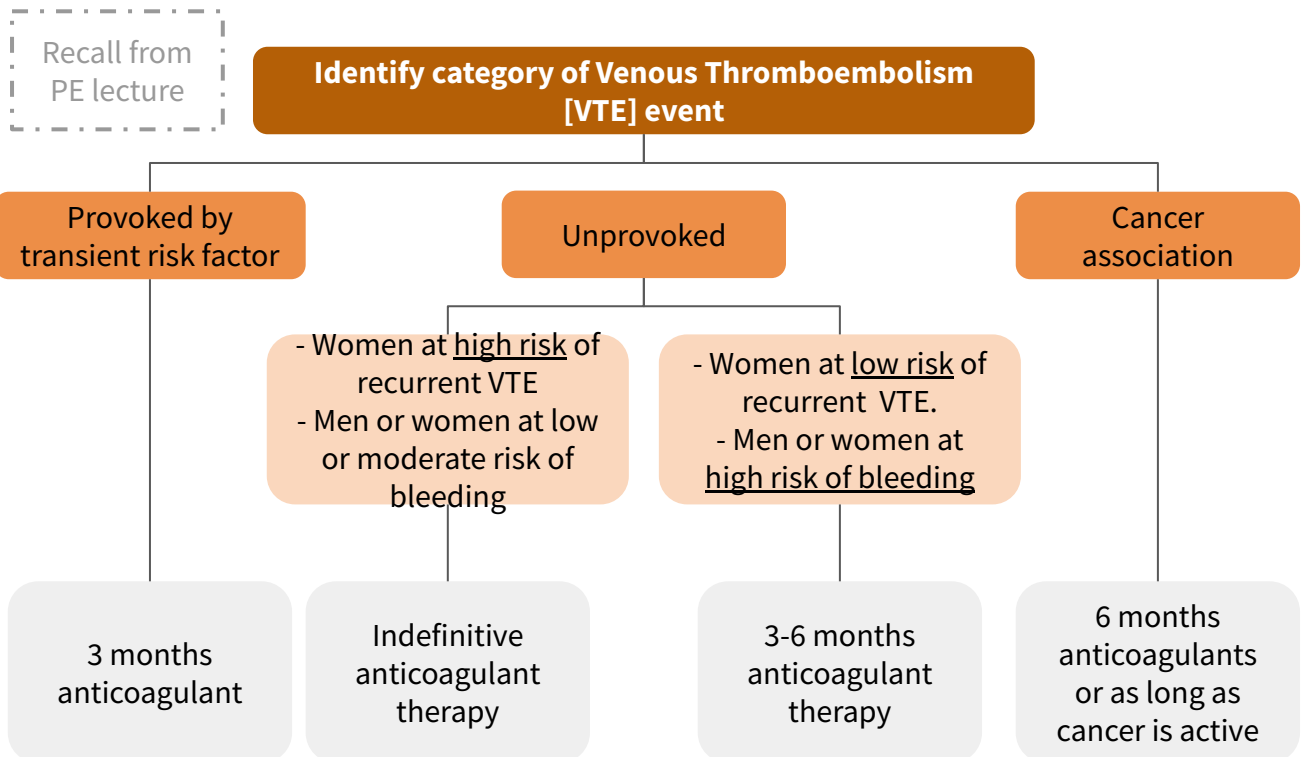 Recall from
PE lecture
Identify category of Venous Thromboembolism
[VTE] event
Provoked by
transient risk factor
Unprovoked
Cancer
association
- Women at high risk of
recurrent VTE
- Men or women at low
or moderate risk of
bleeding
- Women at low risk of
recurrent  VTE.
- Men or women at
high risk of bleeding
3 months
anticoagulant
Indefinitive
anticoagulant
therapy
3-6 months
anticoagulant
therapy
6 months
anticoagulants
or as long as
cancer is active